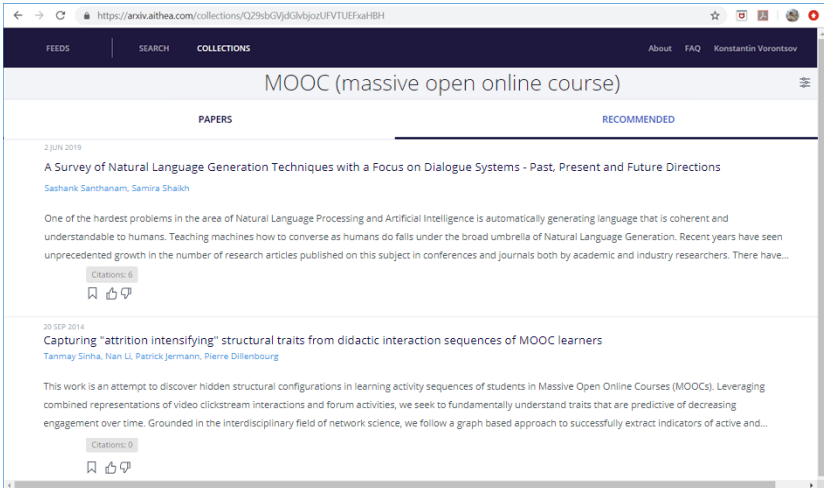 https://arxiv.aithea.com/collections/Q29sbGVjdGlvbjozUFVTUEFxaHBH
FEEDS SEARCH COLLECTIONS About FAQ Konstantin Vorontsov
MOOC (massive open online course)
PAPERS RECOMMENDED
2 JUN 2019
A Survey of Natural Language Generation Techniques with a Focus on Dialogue Systems - Past, Present and Future Directions
Sashank Santhanam, Samira Shaikh
One of the hardest problems in the area of Natural Language Processing and Artificial Intelligence is automatically generating language that is coherent and
understandable to humans. Teaching machines how to converse as humans do falls under the broad umbrella of Natural Language Generation. Recent years have seen
unprecedented growth in the number of research articles published on this subject in conferences and journals both by academic and industry researchers. There have...
Citations: 6
20 SEP 2014
Capturing "attrition intensifying" structural traits from didactic interaction sequences of MOOC learners
Tanmay Sinha, Nan Li, Patrick Jermann, Pierre Dillenbourg
This work is an attempt to discover hidden structural configurations in learning activity sequences of students in Massive Open Online Courses (MOOCs). Leveraging
combined representations of video clickstream interactions and forum activities, we seek to fundamentally understand traits that are predictive of decreasing
engagement over time. Grounded in the interdisciplinary field of network science, we follow a graph based approach to successfully extract indicators of active and...
Citations: 0